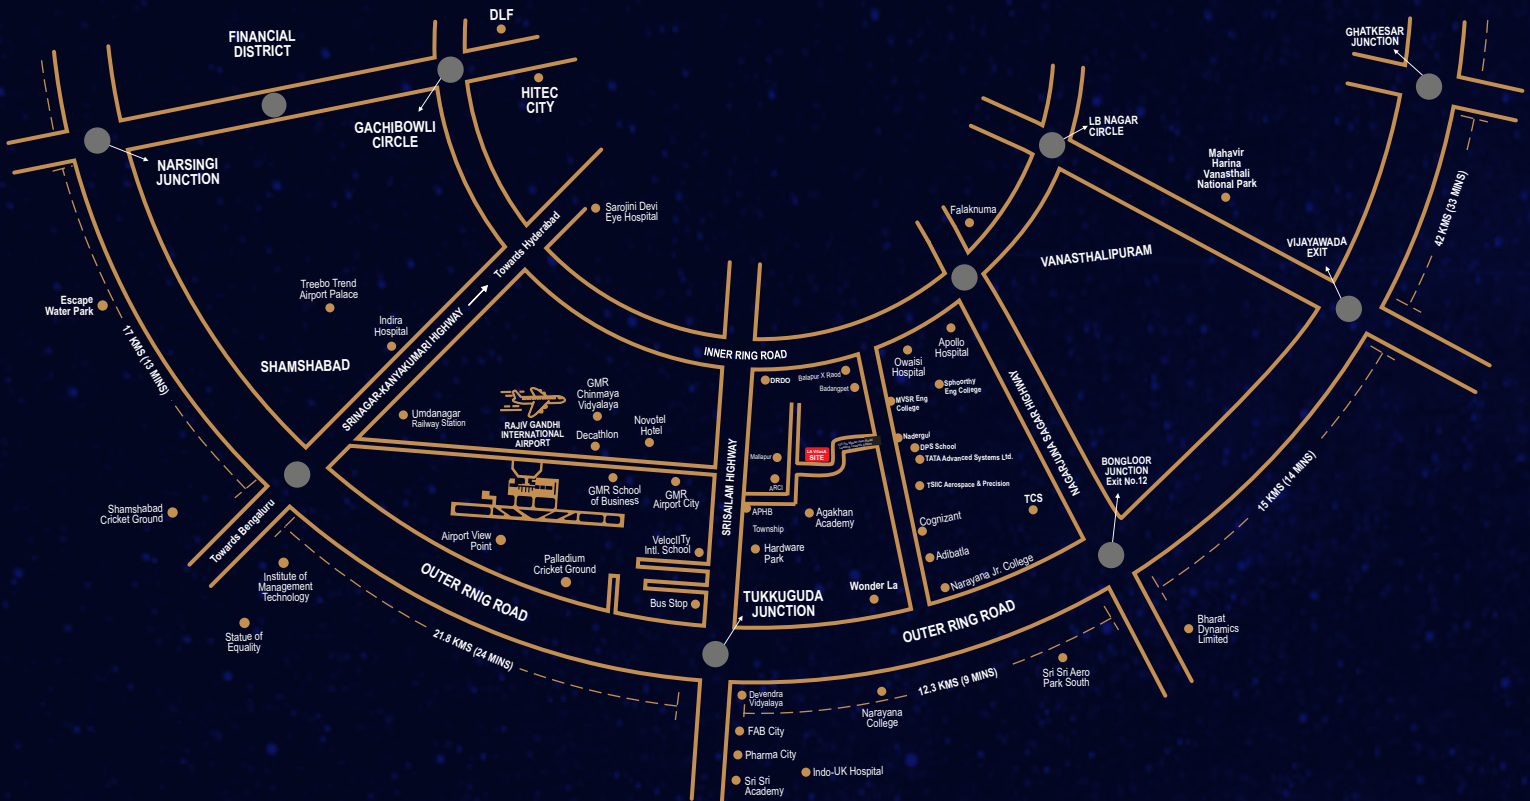 DLF
FINANCIAL
DISTRICT
HITEC
CITY
GACHIBOWLI
CIRCLE
NARSINGI
JUNCTION
GHATKESAR
JUNCTION
LB NAGAR
CIRCLE
Mahavir
Harina
Vanasthali
National Park
42 KMS (33 MINS)
VIJAYAWADA
EXIT
VANASTHALIPURAM
Falaknuma
Sarojini Devi
Eye Hospital
Towards Hyderabad
Treebo Trend
Airport Palace
Escape
Water Park
17 KMS (13 MINS)
Indira
Hospital
SHAMSHABAD
SRINAGAR-KANYAKUMARI HIGHWAY
INNER RING ROAD
Apollo
Hospital
Owaisi
Hospital
DRDO
Balapur X Raod
Badangpet
Sphoorthy
Eng College
MVSR Eng
College
NAGARJUNA SAGAR HIGHWAY
GMR
Chinmaya
Vidyalaya
Umdanagar
Railway Station
RAJIV GANDHI
INTERNATIONAL
AIRPORT
Decathlon
Novotel
Hotel
SRISAILAM HIGHWAY
Nadergul
DPS School
TATA Advanced Systems Ltd.
Mallapur
SITE
ARCI
TSIIC Aerospace & Precision
TCS
BONGLOOR
JUNCTION
Exit No.12
15 KMS (14 MINS)
GMR School
of Business
GMR
Airport City
APHB
Township
Agakhan
Academy
Cognizant
Shamshabad
Cricket Ground
Towards Bengaluru
Airport View
Point
VelocIITy
Intl. School
Hardware
Park
Adibatla
Palladium
Cricket Ground
Institute of
Management
Technology
Narayana Jr. College
Wonder La
OUTER RNIG ROAD
Bus Stop
TUKKUGUDA
JUNCTION
OUTER RING ROAD
Statue of
Equality
21.8 KMS (24 MINS)
Bharat
Dynamics
Limited
Sri Sri Aero
Park South
12.3 KMS (9 MINS)
Devendra
Vidyalaya
Narayana
College
FAB City
Pharma City
Indo-UK Hospital
Sri Sri
Academy